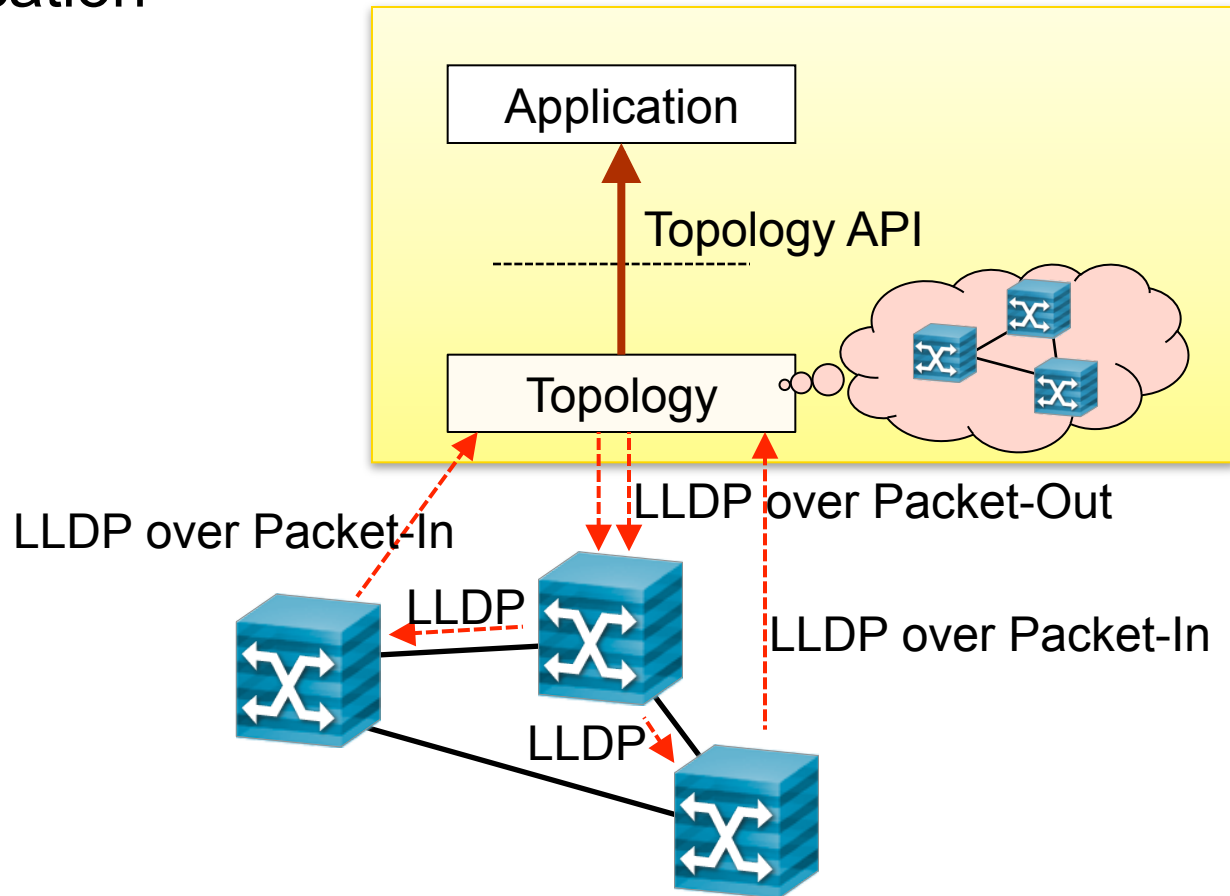 Application
Topology API
Topology
LLDP over Packet-Out
LLDP over Packet-In
LLDP
LLDP over Packet-In
LLDP